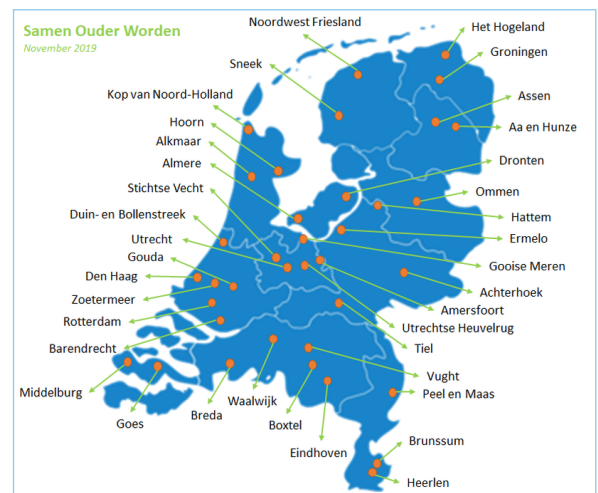 Samen Ouder Worden
November 2019
Noordwest Friesland
Het Hogeland
Groningen
Sneek
Kop van Noord-Holland
Assen
Hoorn
Aa en Hunze
Alkmaar
Almere
Dronten
Stichtse Vecht
Ommen
Duin- en Bollenstreek
Hattem
Utrecht
Ermelo
Gouda
Gooise Meren
Den Haag
Achterhoek
Zoetermeer
Amersfoort
Rotterdam
Utrechtse Heuvelrug
Barendrecht
Tiel
Middelburg
Vught
Peel en Maas
Goes
Breda
Waalwijk
Boxtel
Eindhoven
Brunssum
Heerlen